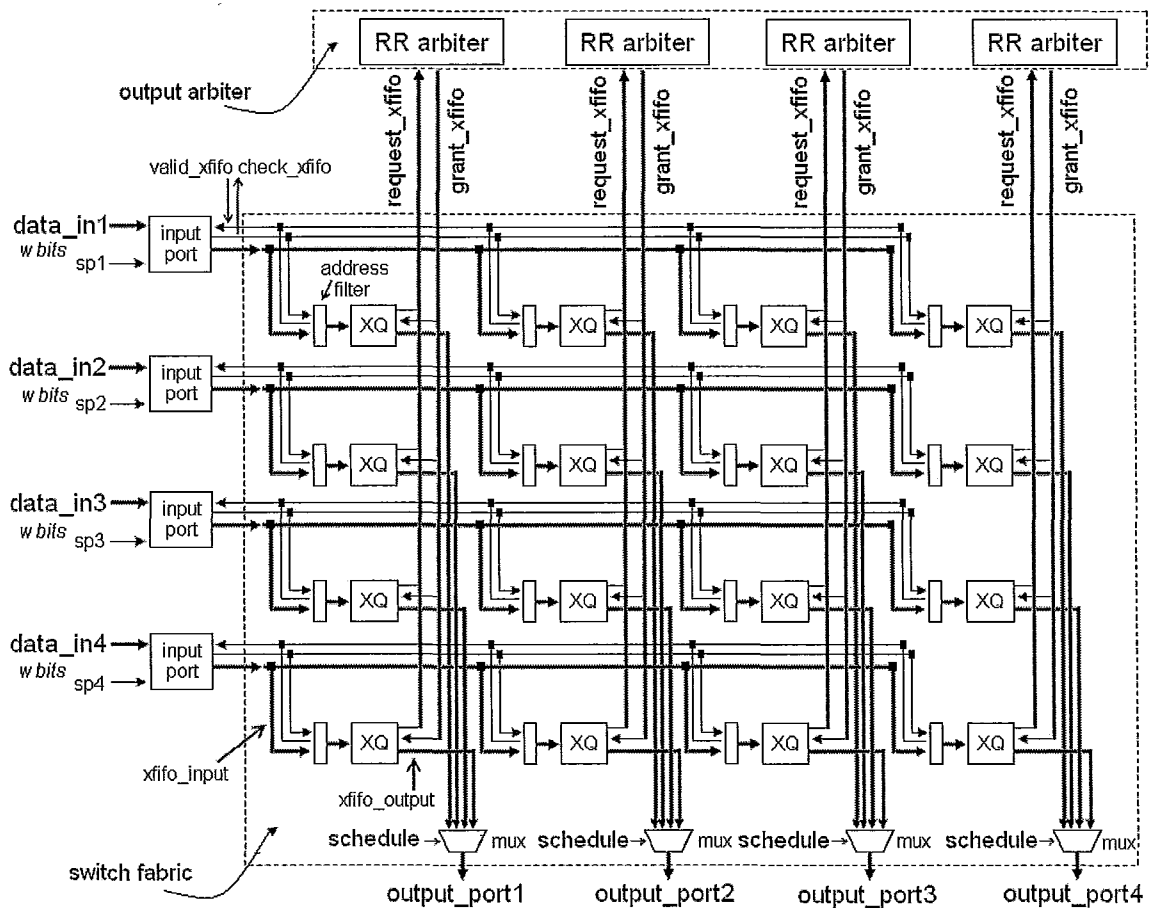 RR arbiter RR arbiter RR arbiter RR arbiter
output arbiter
request_xfifo grant_xfifo request_xfifo grant_xfifo request_xfifo grant_xfifo request_xfifo grant_xfifo
valid_xfifo check_xfifo
data_in1
w bits
sp1
input
port
address
filter
XQ XQ XQ XQ
data_in2
w bits
sp2
input
port
XQ XQ XQ XQ
data_in3
w bits
sp3
input
port
XQ XQ XQ XQ
data_in4
w bits
sp4
input
port
XQ XQ XQ XQ
xfifo_input
xfifo_output
schedule mux schedule mux schedule mux schedule mux
switch fabric
output_port1 output_port2 output_port3 output_port4